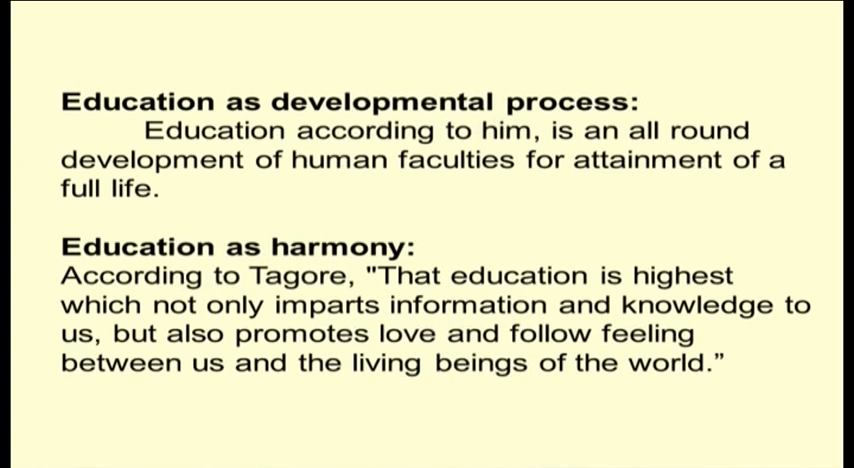 Education as developmental process:
Education according to him, is an all round
development of human faculties for attainment of a
full life.
Education as harmony:
According to Tagore, "That education is highest
which not only imparts information and knowledge to
us, but also promotes love and follow feeling
between us and the living beings of the world.”